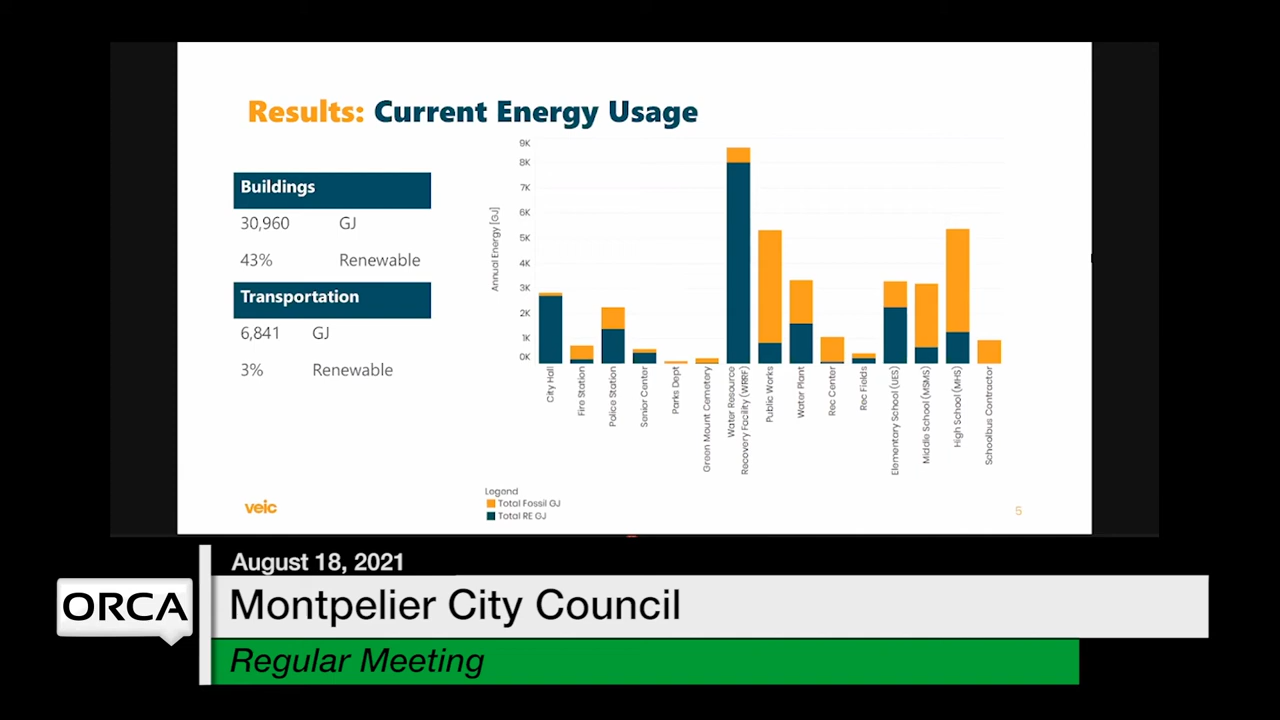 Results: Current Energy Usage
Buildings
30,960 GJ
43% Renewable
Transportation
6,841 GJ
3% Renewable
Annual Energy [GJ]
9K
8K
7K
6K
5K
4K
3K
2K
1K
0K
City Hall
Fire Station
Police Station
Senior Center
Parks Dept
Green Mount Cemetery
Water Resource
Recovery Facility (WRRF)
Public Works
Water Plant
Rec Center
Rec Fields
Elementary School (UES)
Middle School (MSMS)
High School (MHS)
Schoolbus Contractor
Legend
Total Fossil GJ
Total RE GJ
veic
5
August 18, 2021
ORCA
Montpelier City Council
Regular Meeting